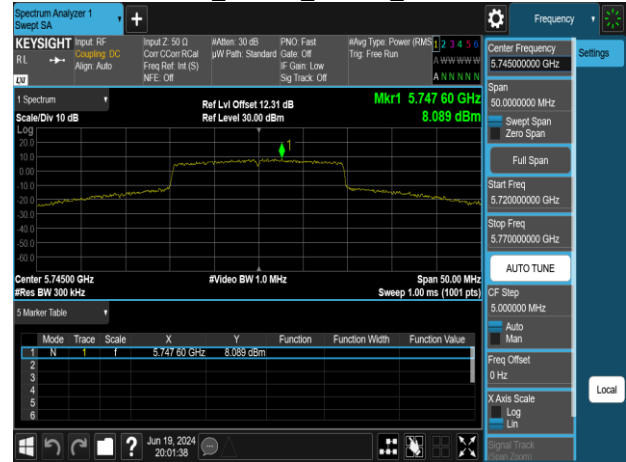 Spectrum Analyzer 1
Swept SA
Frequency
KEYSIGHT
Input: RF
Input Z: 50 Ω
#Atten: 30 dB
PNO: Fast
#Avg Type: Power (RMS
1 2 3 4 5 6
RL
Coupling: DC
Corr CCorr RCal
µW Path: Standard
Gate: Off
Trig: Free Run
A W W W W W
Align: Auto
Freq Ref: Int (S)
IF Gain: Low
NFE: Off
Sig Track: Off
A N N N N N
LXI
1 Spectrum
Scale/Div 10 dB
Ref Lvl Offset 12.31 dB
Ref Level 30.00 dBm
Mkr1 5.747 60 GHz
8.089 dBm
Log
20.0
10.0
0.00
-10.0
-20.0
-30.0
-40.0
-50.0
-60.0
1
Center 5.74500 GHz
#Video BW 1.0 MHz
Span 50.00 MHz
#Res BW 300 kHz
Sweep 1.00 ms (1001 pts)
5 Marker Table
Mode Trace Scale X Y Function Function Width Function Value
1 N 1 f 5.747 60 GHz 8.089 dBm
2
3
4
5
6
Jun 19, 2024
20:01:38
Center Frequency
5.745000000 GHz
Settings
Span
50.0000000 MHz
Swept Span
Zero Span
Full Span
Start Freq
5.720000000 GHz
Stop Freq
5.770000000 GHz
AUTO TUNE
CF Step
5.000000 MHz
Auto
Man
Freq Offset
0 Hz
X Axis Scale
Log
Lin
Local
Signal Track
(Span Zoom)